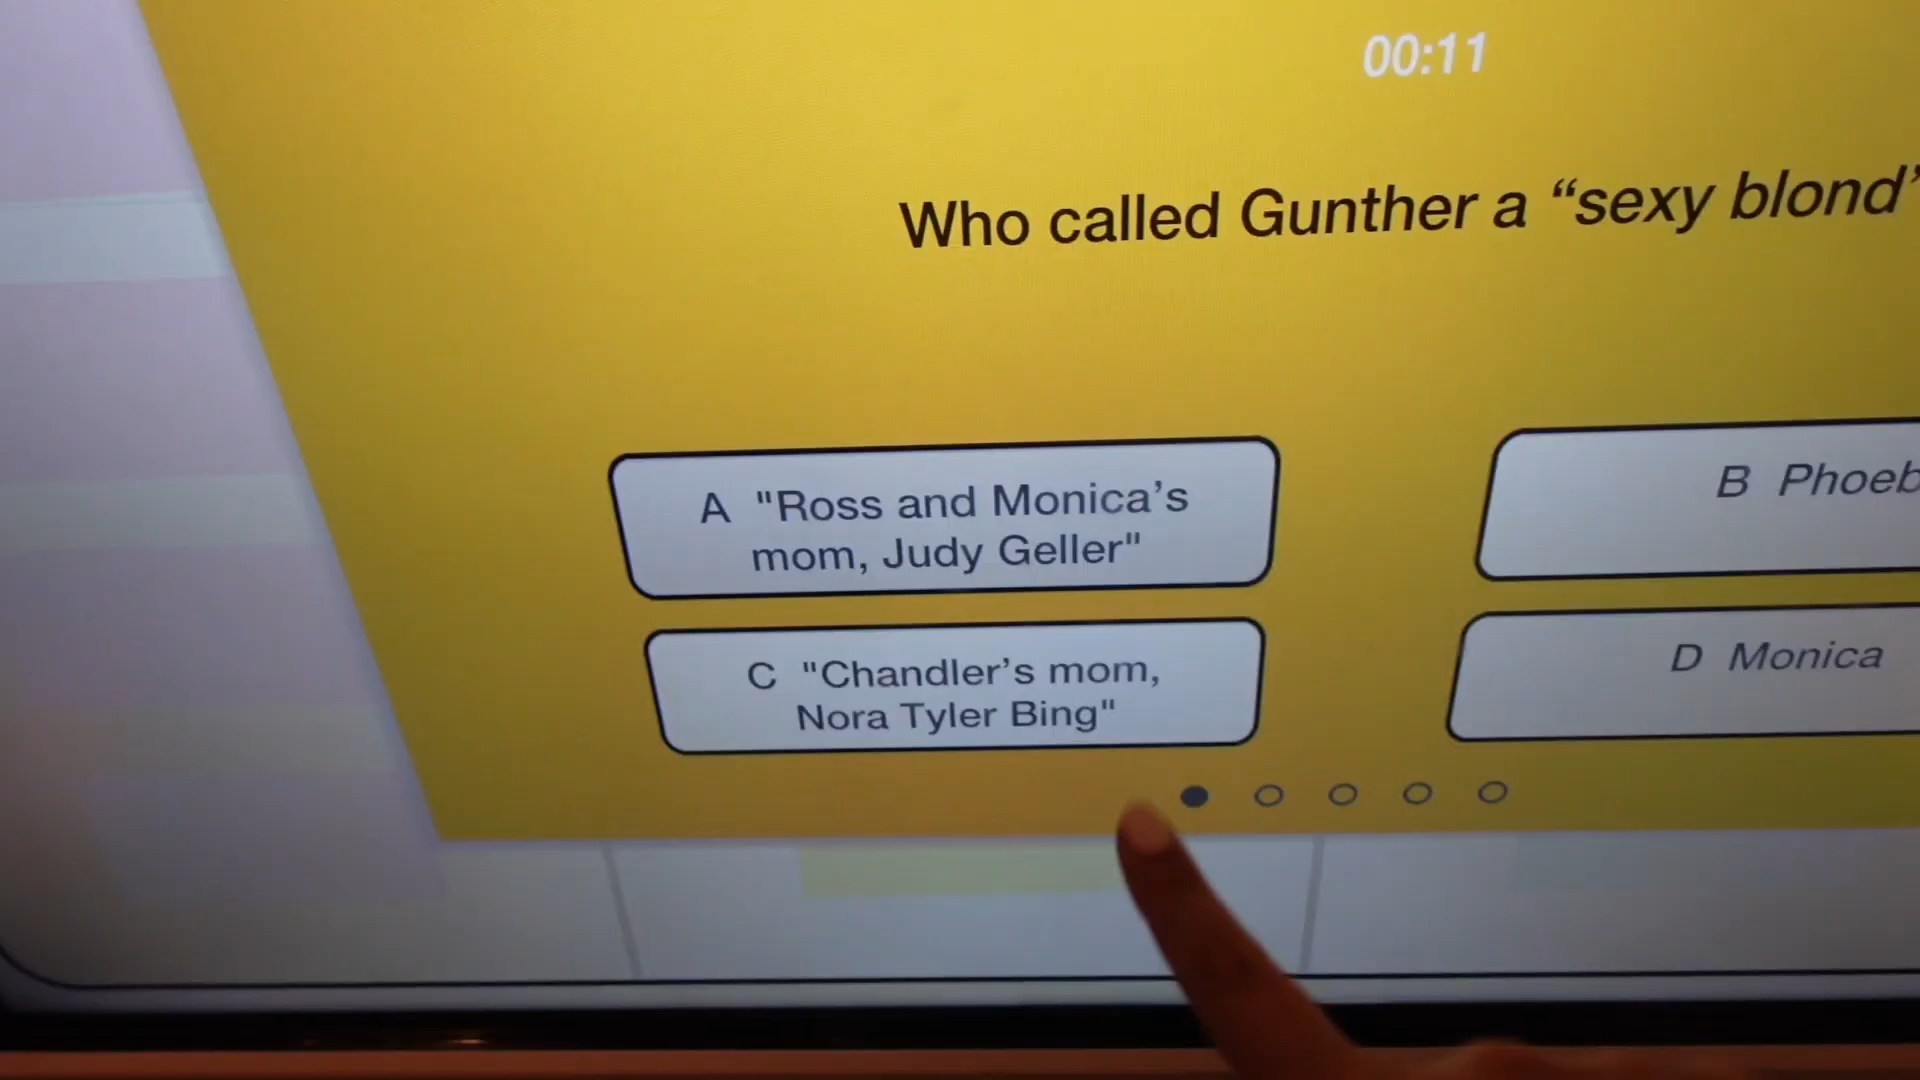 00:11
Who called Gunther a “sexy blond”
A "Ross and Monica’s
mom, Judy Geller"
B Phoeb
C "Chandler’s mom,
Nora Tyler Bing"
D Monica